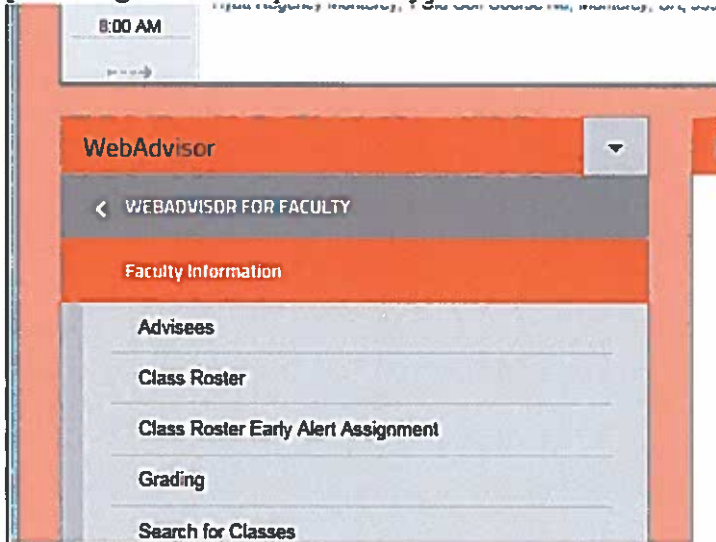 8:00 AM
WebAdvisor
WEBADVISOR FOR FACULTY
Faculty Information
Advisees
Class Roster
Class Roster Early Alert Assignment
Grading
Search for Classes